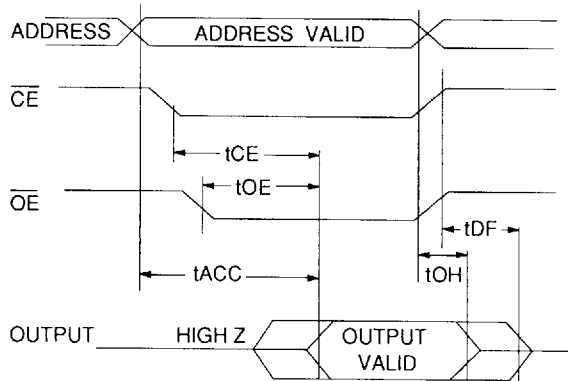 ADDRESS
ADDRESS VALID
CE
tCE
tOE
OE
tDF
tACC
tOH
OUTPUT
HIGH Z
OUTPUT
VALID